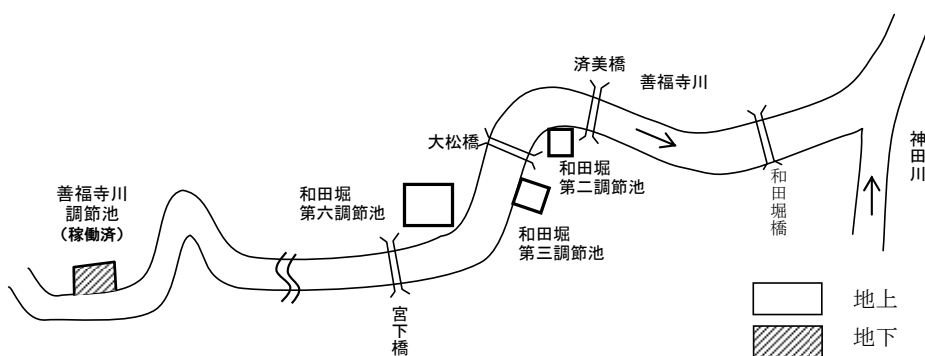 済美橋
善福寺川
大松橋
神田川
和田堀
第二調節池
和田堀橋
善福寺川
調節池
（稼働済）
和田堀
第六調節池
和田堀
第三調節池
宮下橋
地上
地下